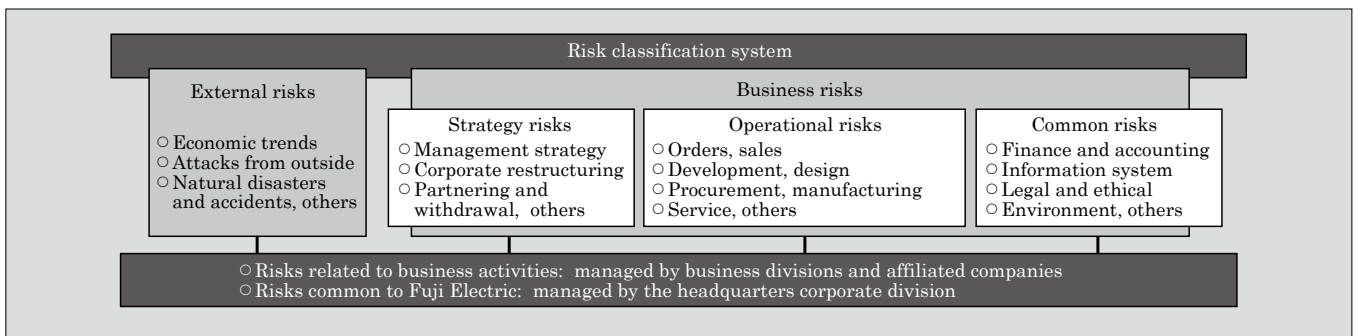 Risk classification system
External risks
○ Economic trends
○ Attacks from outside
○ Natural disasters
and accidents, others
Business risks
Strategy risks
○ Management strategy
○ Corporate restructuring
○ Partnering and
withdrawal, others
Operational risks
○ Orders, sales
○ Development, design
○ Procurement, manufacturing
○ Service, others
Common risks
○ Finance and accounting
○ Information system
○ Legal and ethical
○ Environment, others
○ Risks related to business activities: managed by business divisions and affiliated companies
○ Risks common to Fuji Electric: managed by the headquarters corporate division